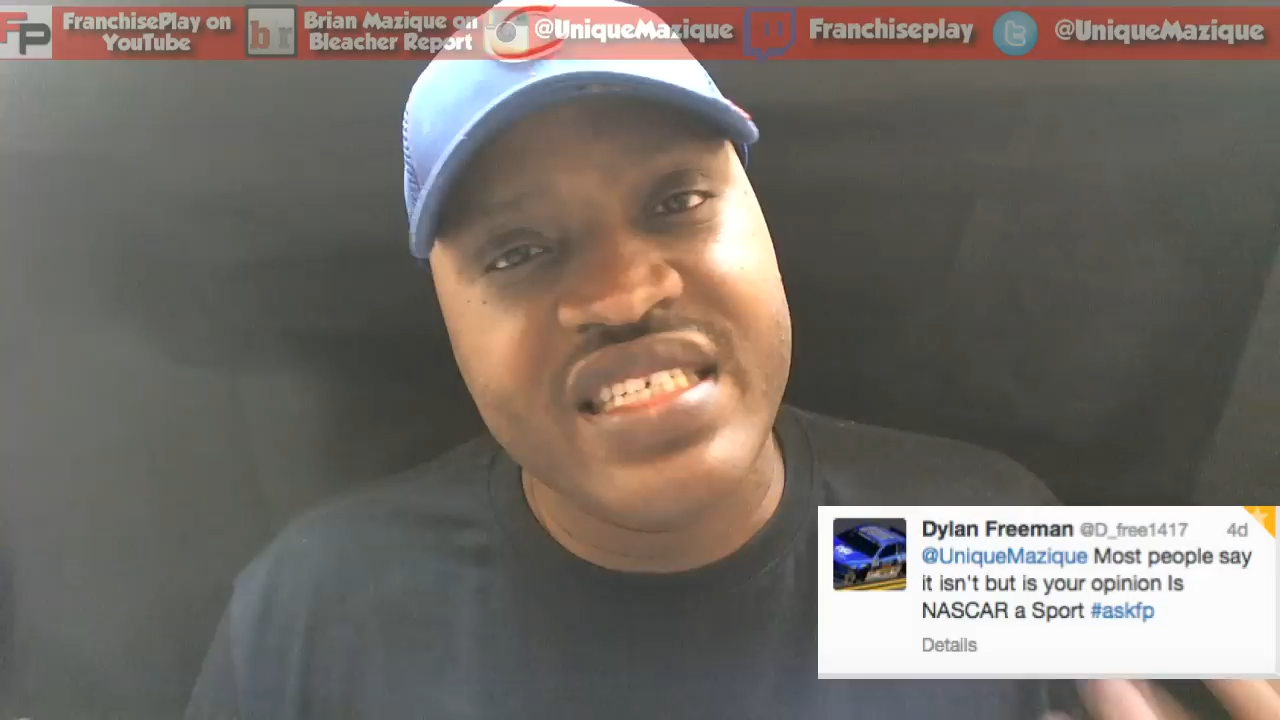 FP
FranchisePlay on
YouTube
br
Brian Mazique on
Bleacher Report
@UniqueMazique
Franchiseplay
@UniqueMazique
Dylan Freeman @D_free1417 4d
@UniqueMazique Most people say
it isn't but is your opinion Is
NASCAR a Sport #askfp
Details